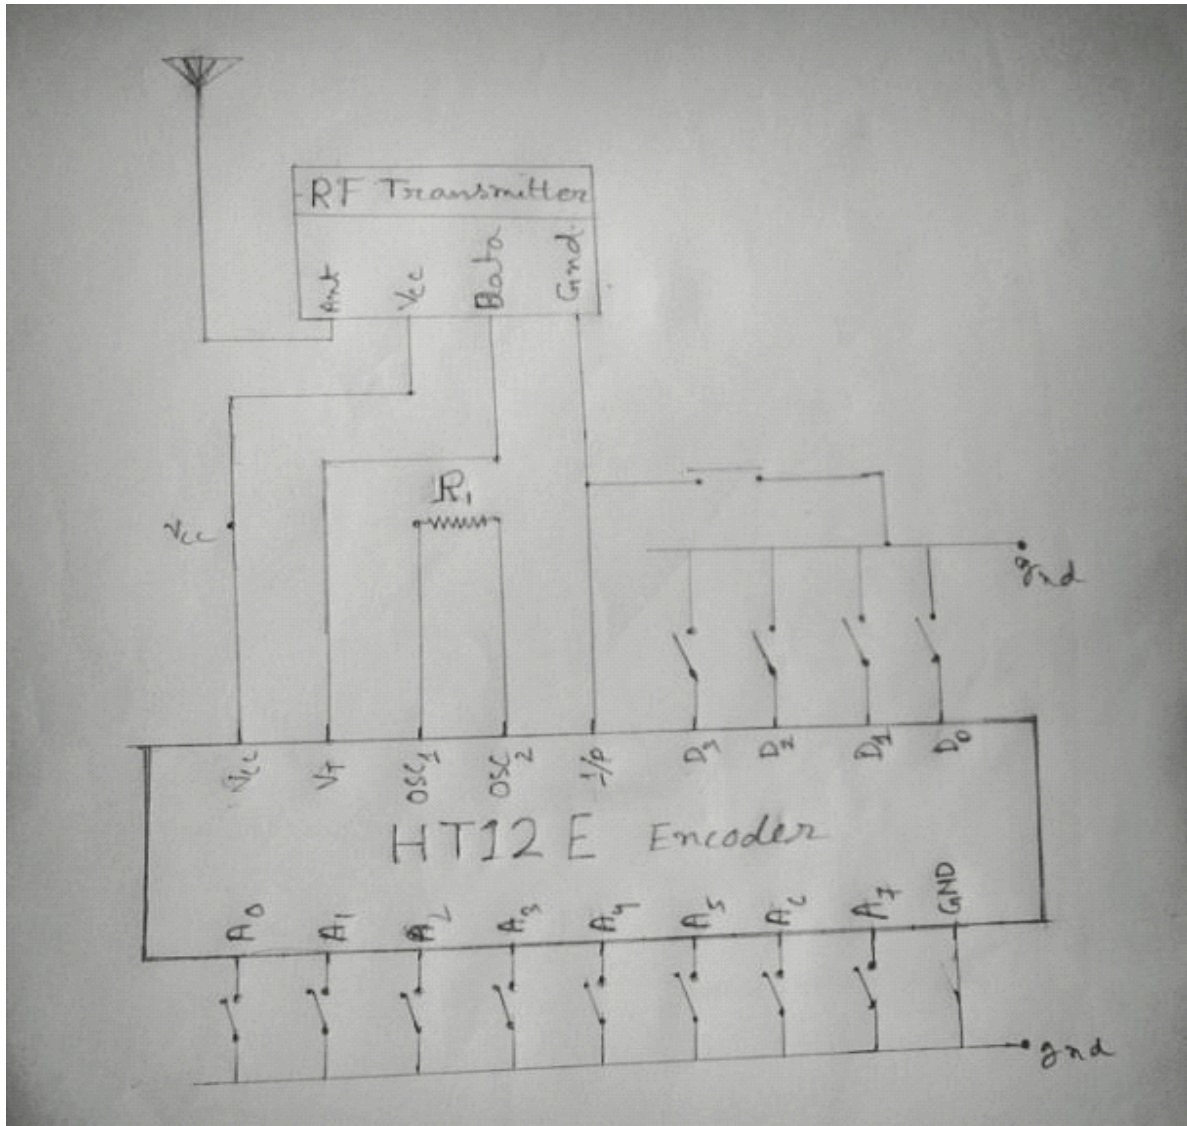 RF Transmitter
Ant Vcc Data Gnd
R1
Vcc
gnd
Vcc VT OSC1 OSC2 I/P D3 D2 D1 D0
HT12E Encoder
A0 A1 A2 A3 A4 A5 A6 A7 GND
gnd